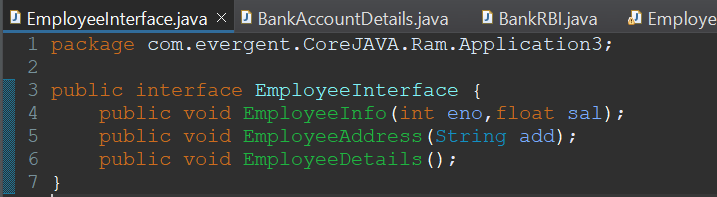 EmployeeInterface.java × BankAccountDetails.java BankRBI.java Employe
1 package com.evergent.CoreJAVA.Ram.Application3;
2
3 public interface EmployeeInterface {
4 public void EmployeeInfo(int eno,float sal);
5 public void EmployeeAddress(String add);
6 public void EmployeeDetails();
7 }